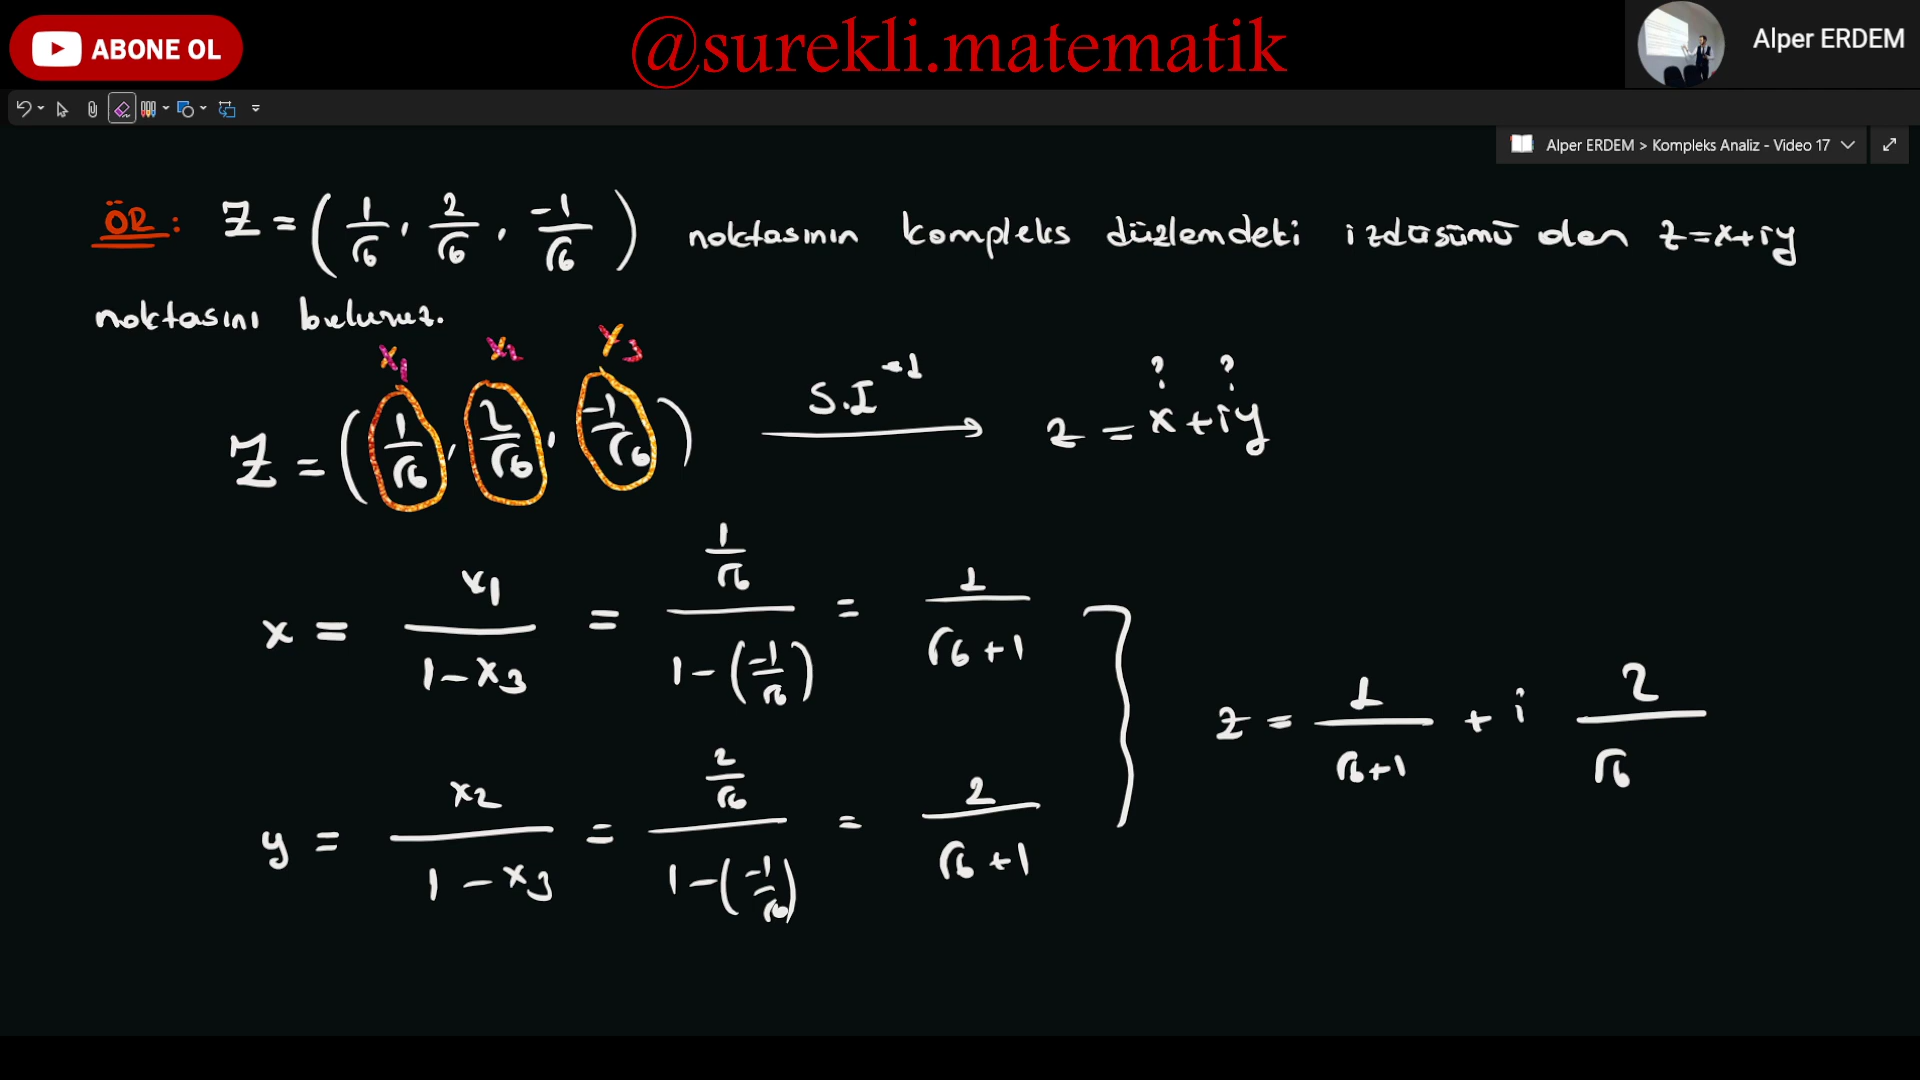 ABONE OL
@surekli.matematik
Alper ERDEM
Alper ERDEM > Kompleks Analiz - Video 17
ÖR: Z = (1/√6, 2/√6, -1/√6) noktasının kompleks düzlemdeki izdüşümü olan z=x+iy
noktasını bulunuz.
x1 x2 x3
Z = (1/√6, 2/√6, -1/√6) S.I^-1 → z = x+iy
? ?
x = x1/(1-x3) = (1/√6)/(1-(-1/√6)) = 1/(√6+1)
y = x2/(1-x3) = (2/√6)/(1-(-1/√6)) = 2/(√6+1)
z = 1/(√6+1) + i 2/√6